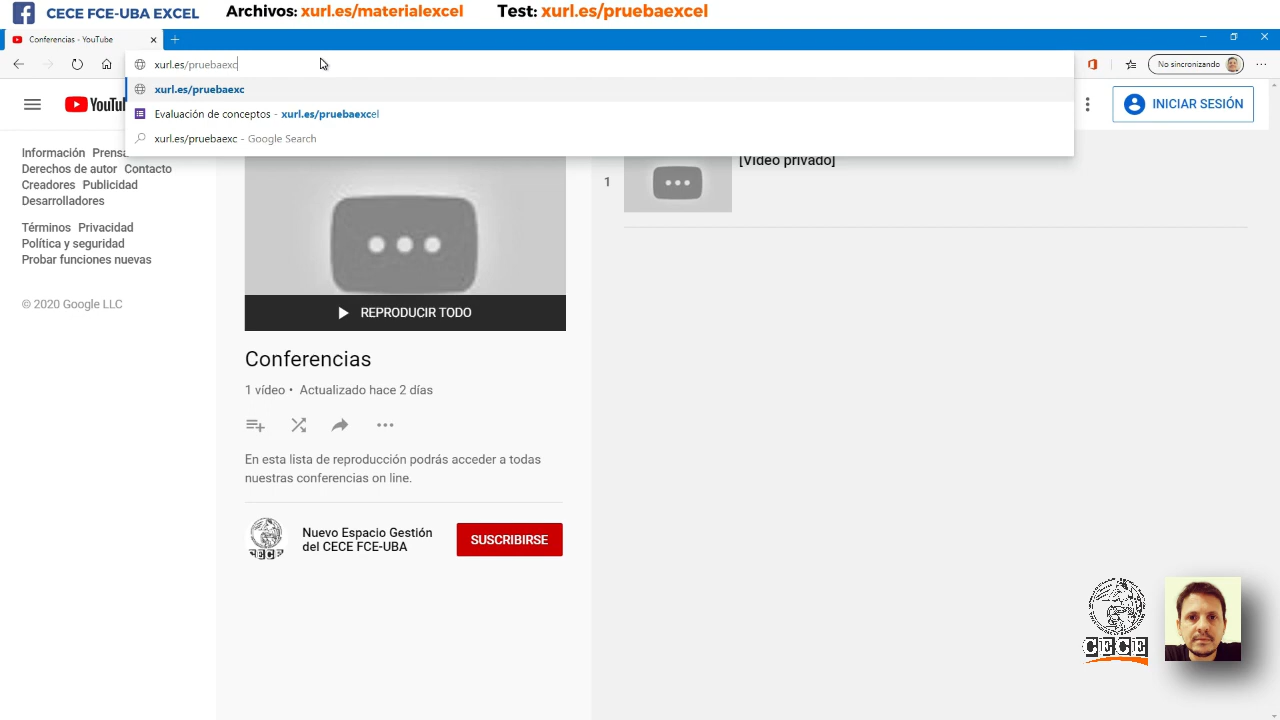 CECE FCE-UBA EXCEL
Archivos: xurl.es/materialexcel
Test: xurl.es/pruebaexcel
Conferencias - YouTube
xurl.es/pruebaexc
No sincronizando
xurl.es/pruebaexc
Evaluación de conceptos - xurl.es/pruebaexcel
xurl.es/pruebaexc - Google Search
INICIAR SESIÓN
Información Prensa
Derechos de autor Contacto
Creadores Publicidad
Desarrolladores
Términos Privacidad
Política y seguridad
Probar funciones nuevas
© 2020 Google LLC
1
[Vídeo privado]
REPRODUCIR TODO
Conferencias
1 vídeo • Actualizado hace 2 días
En esta lista de reproducción podrás acceder a todas
nuestras conferencias on line.
Nuevo Espacio Gestión
del CECE FCE-UBA
SUSCRIBIRSE
CECE
CECE